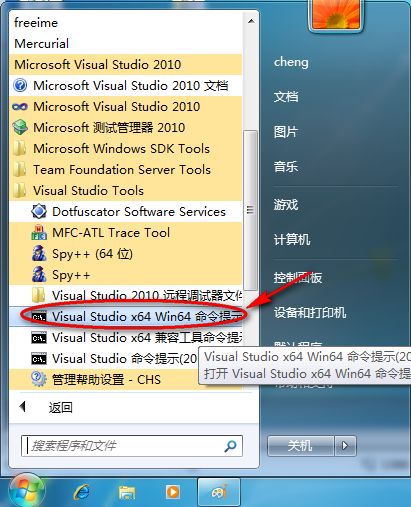 freeime
Mercurial
Microsoft Visual Studio 2010
Microsoft Visual Studio 2010 文档
Microsoft Visual Studio 2010
Microsoft 测试管理器 2010
Microsoft Windows SDK Tools
Team Foundation Server Tools
Visual Studio Tools
Dotfuscator Software Services
MFC-ATL Trace Tool
Spy++ (64 位)
Spy++
Visual Studio 2010 远程调试器文件
Visual Studio x64 Win64 命令提示
Visual Studio x64 兼容工具命令提
Visual Studio 命令提示(20
管理帮助设置 - CHS
返回
搜索程序和文件
cheng
文档
图片
音乐
游戏
计算机
控制面板
设备和打印机
默认程序
Visual Studio x64 Win64 命令提示(20
打开 Visual Studio x64 Win64 命令提
关机